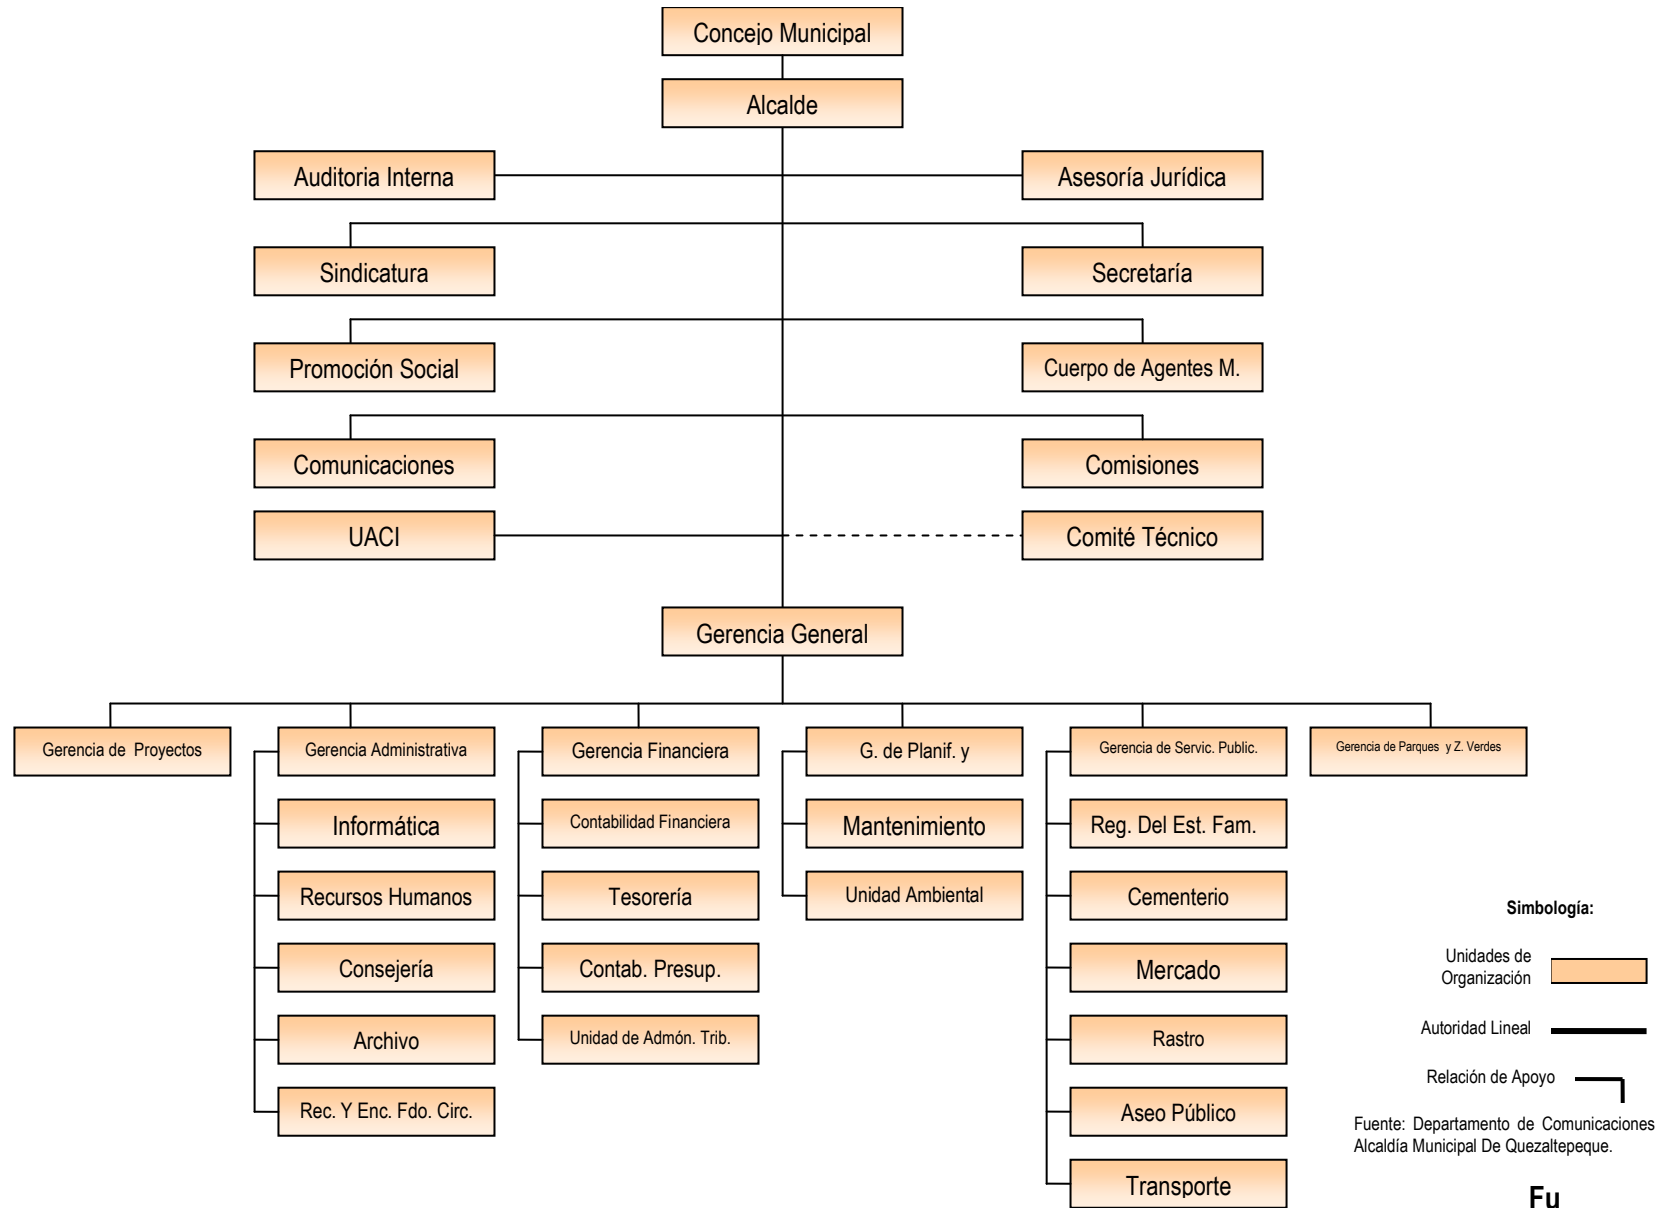 Concejo Municipal
Alcalde
Auditoria Interna
Asesoría Jurídica
Sindicatura
Secretaría
Promoción Social
Cuerpo de Agentes M.
Comunicaciones
Comisiones
UACI
Comité Técnico
Gerencia General
Gerencia de Proyectos
Gerencia Administrativa
Gerencia Financiera
G. de Planif. y
Gerencia de Servic. Public.
Gerencia de Parques y Z. Verdes
Informática
Contabilidad Financiera
Mantenimiento
Reg. Del Est. Fam.
Recursos Humanos
Tesorería
Unidad Ambiental
Cementerio
Consejería
Contab. Presup.
Mercado
Archivo
Unidad de Admón. Trib.
Rastro
Rec. Y Enc. Fdo. Circ.
Aseo Público
Transporte
Simbología:
Unidades de
Organización
Autoridad Lineal
Relación de Apoyo
Fuente: Departamento de Comunicaciones
Alcaldía Municipal De Quezaltepeque.
Fu